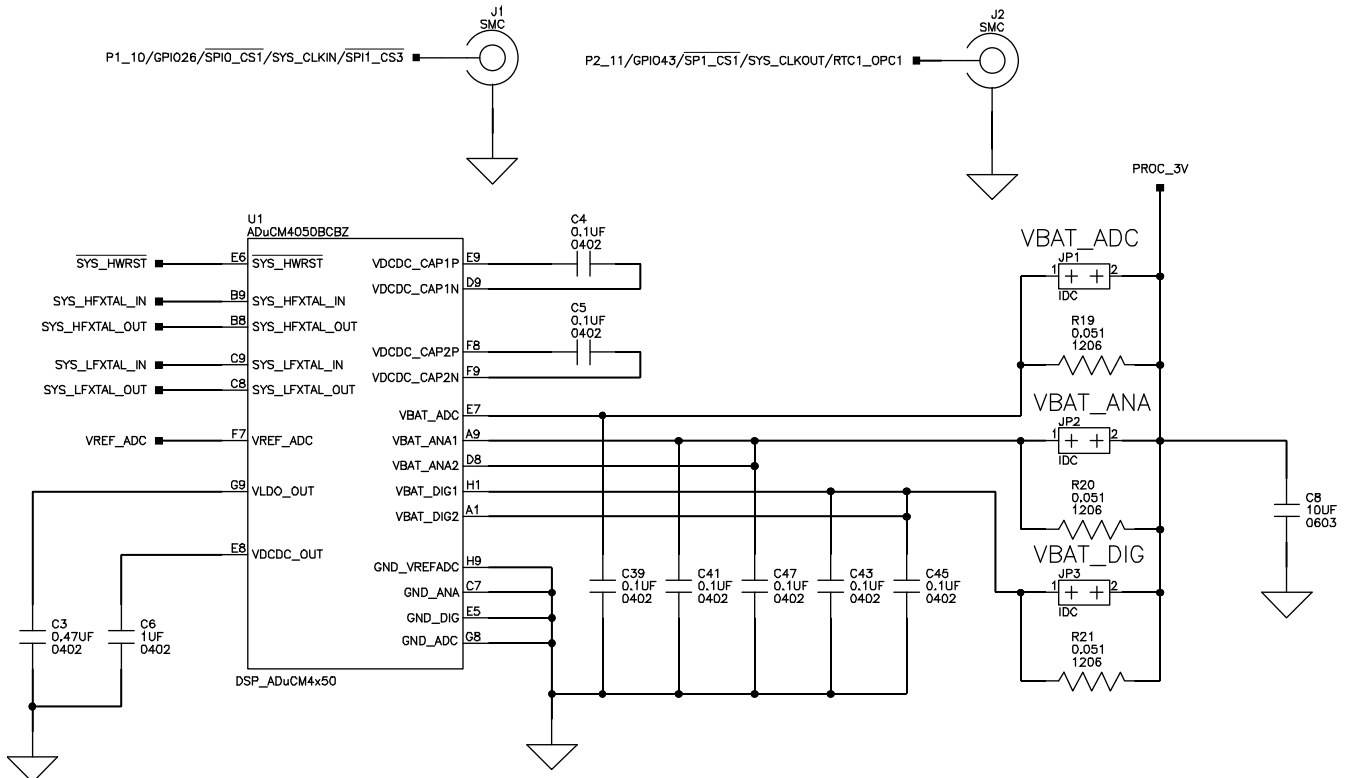 J1
SMC
P1_10/GPIO26/SPI0_CS1/SYS_CLKIN/SPI1_CS3
J2
SMC
P2_11/GPIO43/SP1_CS1/SYS_CLKOUT/RTC1_OPC1
PROC_3V
U1
ADuCM4050BCBZ
SYS_HWRST E6 SYS_HWRST
SYS_HFXTAL_IN B9 SYS_HFXTAL_IN
SYS_HFXTAL_OUT B8 SYS_HFXTAL_OUT
SYS_LFXTAL_IN C9 SYS_LFXTAL_IN
SYS_LFXTAL_OUT C8 SYS_LFXTAL_OUT
VREF_ADC F7 VREF_ADC
G9 VLDO_OUT
E8 VDCDC_OUT
VDCDC_CAP1P E9
VDCDC_CAP1N D9
VDCDC_CAP2P F8
VDCDC_CAP2N F9
VBAT_ADC E7
VBAT_ANA1 A9
VBAT_ANA2 D8
VBAT_DIG1 H1
VBAT_DIG2 A1
GND_VREFADC H9
GND_ANA C7
GND_DIG E5
GND_ADC G8
DSP_ADuCM4x50
C4
0.1UF
0402
C5
0.1UF
0402
VBAT_ADC
JP1
1 2
IDC
R19
0.051
1206
VBAT_ANA
JP2
1 2
IDC
R20
0.051
1206
VBAT_DIG
JP3
1 2
IDC
R21
0.051
1206
C8
10UF
0603
C39
0.1UF
0402
C41
0.1UF
0402
C47
0.1UF
0402
C43
0.1UF
0402
C45
0.1UF
0402
C3
0.47UF
0402
C6
1UF
0402